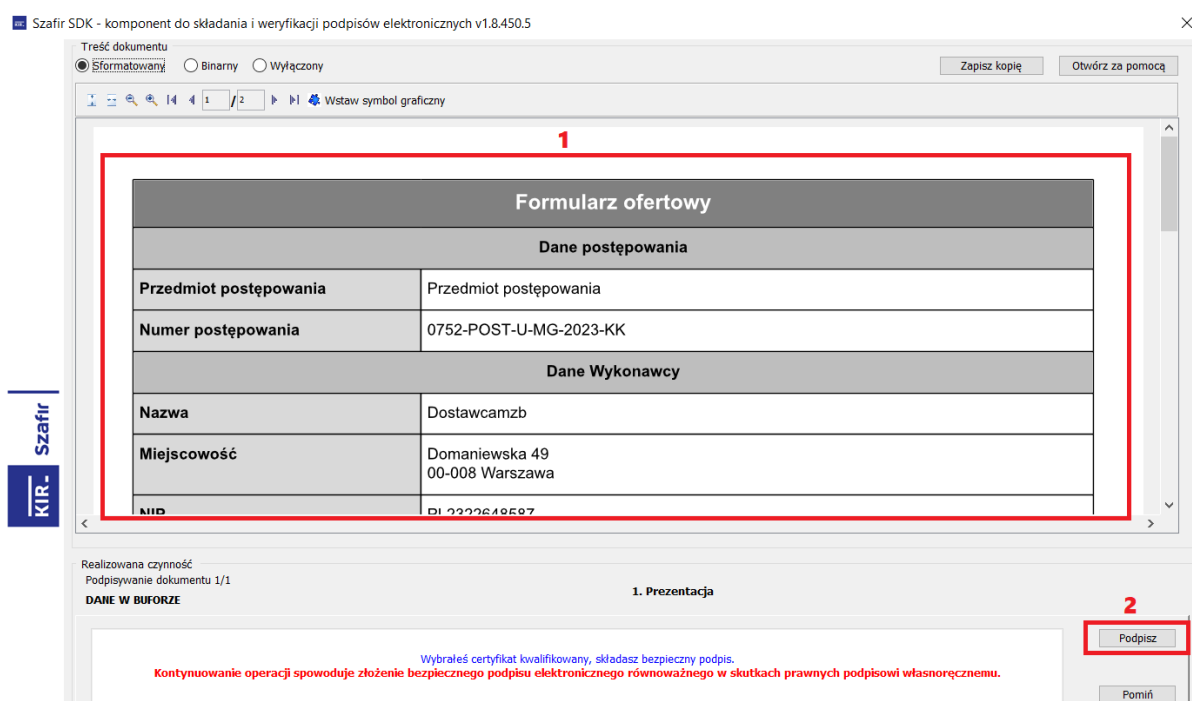 Szafir SDK - komponent do składania i weryfikacji podpisów elektronicznych v1.8.450.5
Treść dokumentu
Sformatowany Binarny Wyłączony Zapisz kopię Otwórz za pomocą
1 / 2 Wstaw symbol graficzny
1
Formularz ofertowy
Dane postępowania
Przedmiot postępowania Przedmiot postępowania
Numer postępowania 0752-POST-U-MG-2023-KK
Dane Wykonawcy
Nazwa Dostawcamzb
Miejscowość Domaniewska 49
00-008 Warszawa
NIP PL2322648587
Szafir
KIR
Realizowana czynność
Podpisywanie dokumentu 1/1
DANE W BUFORZE
1. Prezentacja
2
Podpisz
Wybrałeś certyfikat kwalifikowany, składasz bezpieczny podpis.
Kontynuowanie operacji spowoduje złożenie bezpiecznego podpisu elektronicznego równoważnego w skutkach prawnych podpisowi własnoręcznemu.
Pomiń